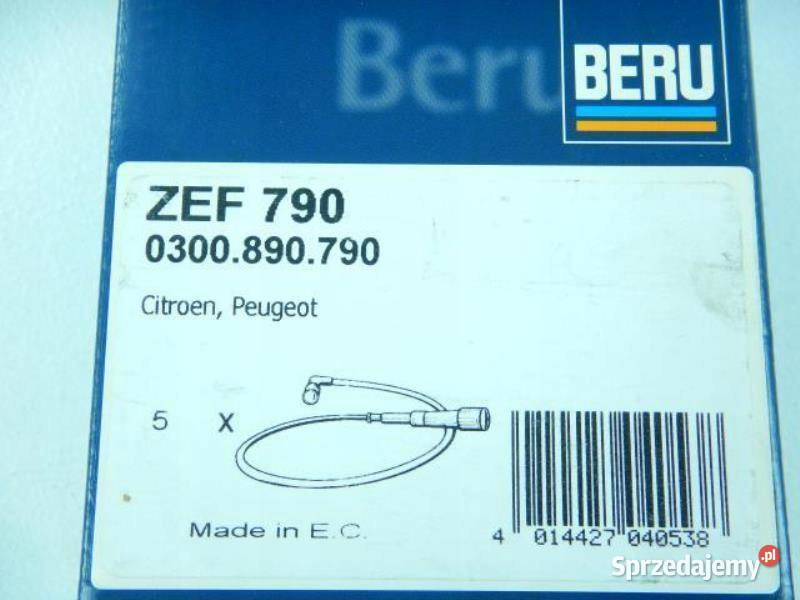 Beru
BERU
ZEF 790
0300.890.790
Citroen, Peugeot
5 x
Made in E.C.
4 014427 040538
Sprzedajemy.pl